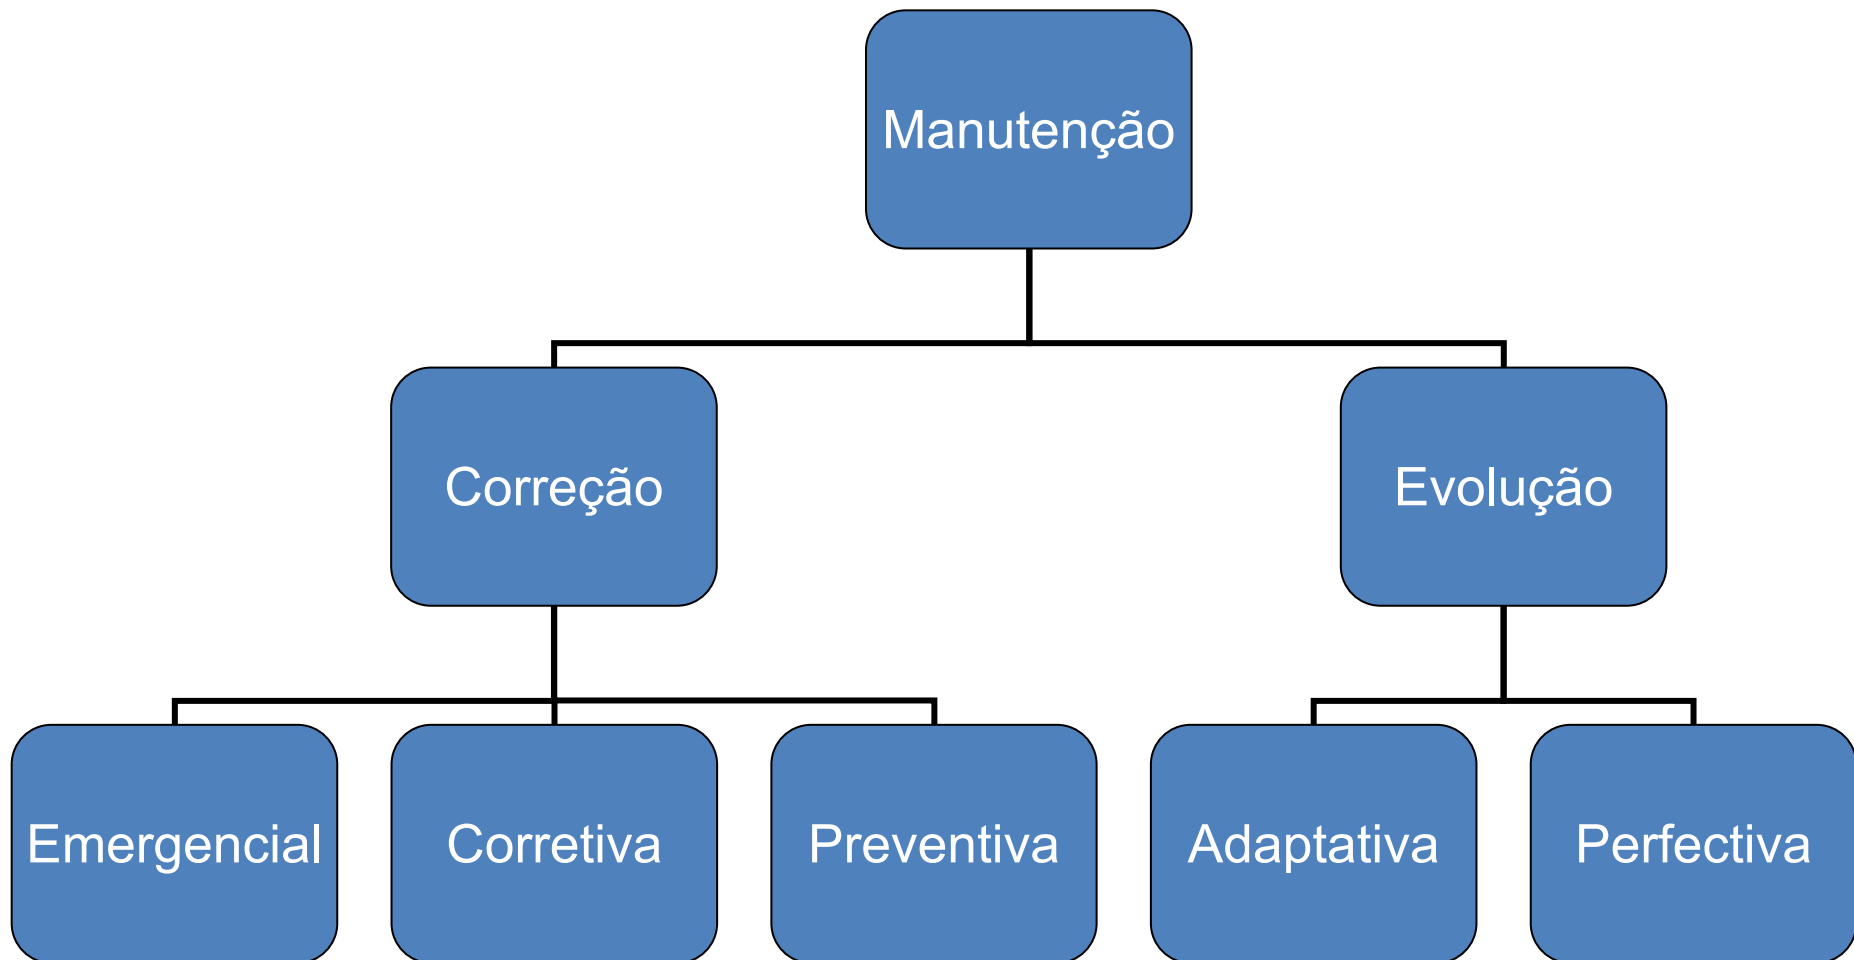 Manutenção
Correção
Evolução
Emergencial
Corretiva
Preventiva
Adaptativa
Perfectiva